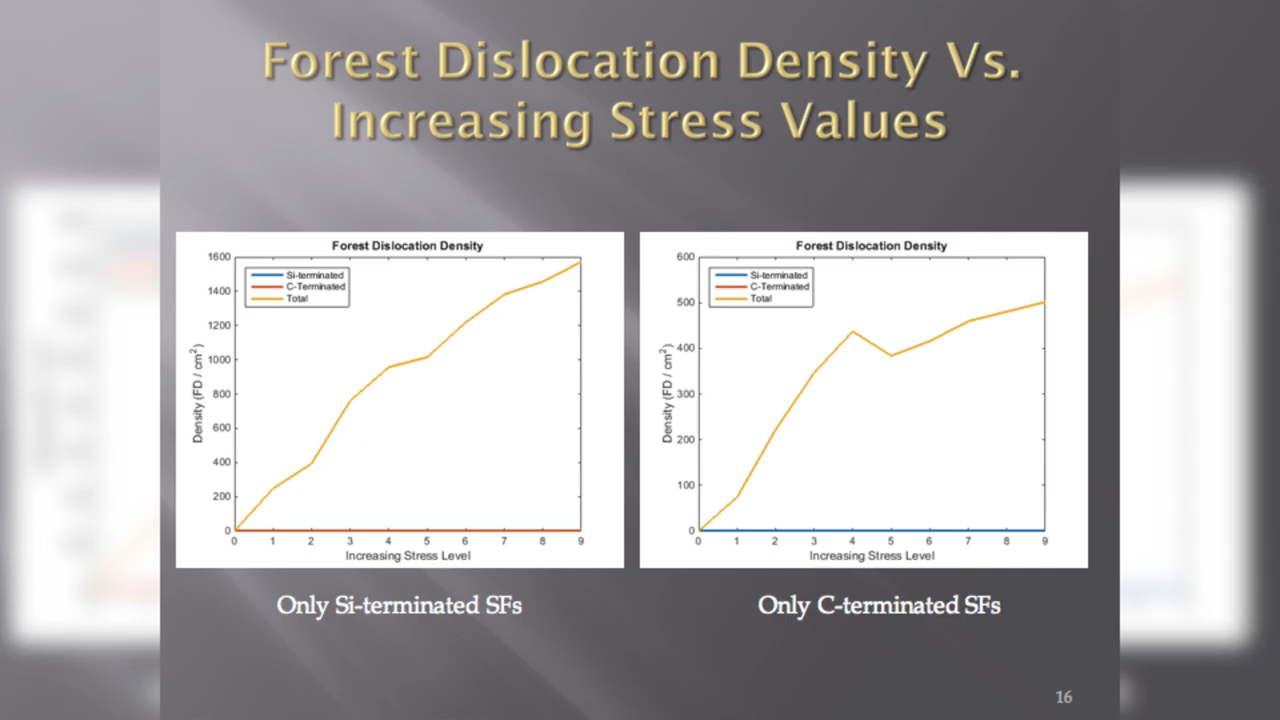 Forest Dislocation Density Vs.
Increasing Stress Values
Forest Dislocation Density
Si-terminated
C-Terminated
Total
1600
1400
1200
1000
800
600
400
200
0
Density (FD / cm²)
0 1 2 3 4 5 6 7 8 9
Increasing Stress Level
Only Si-terminated SFs
Forest Dislocation Density
Si-terminated
C-Terminated
Total
600
500
400
300
200
100
0
Density (FD / cm²)
0 1 2 3 4 5 6 7 8 9
Increasing Stress Level
Only C-terminated SFs
16